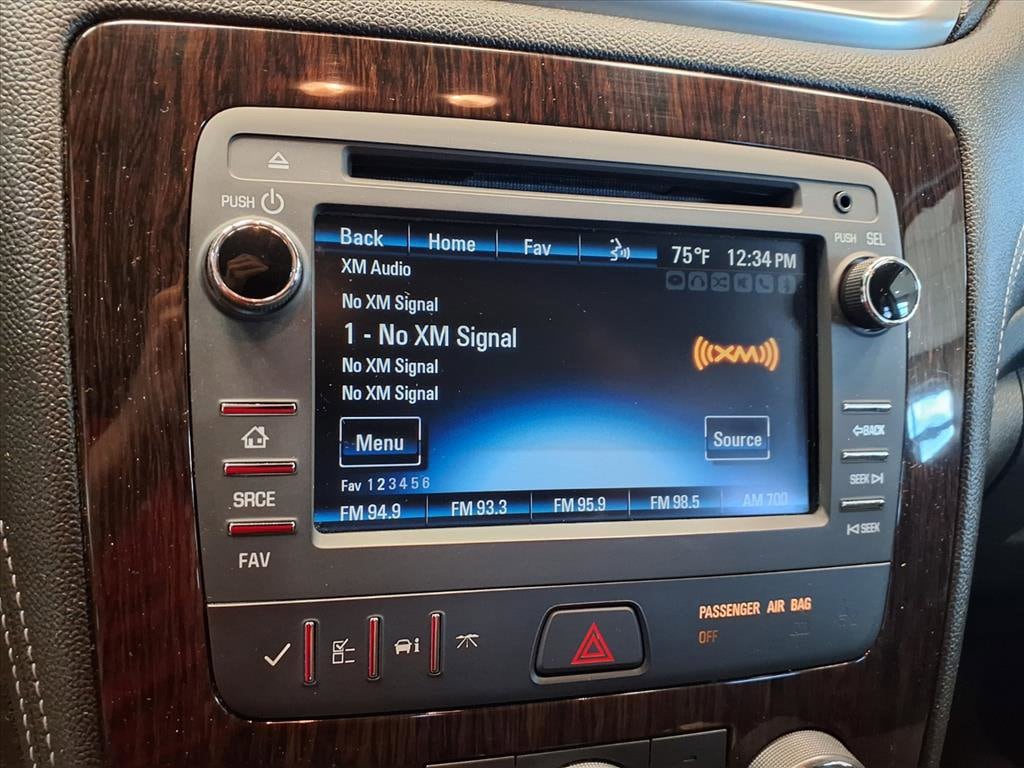 PUSH
PUSH SEL
Back Home Fav 75°F 12:34 PM
XM Audio
No XM Signal
1 - No XM Signal
XM
No XM Signal
No XM Signal
Menu Source
Fav 1 2 3 4 5 6
FM 94.9 FM 93.3 FM 95.9 FM 98.5 AM 700
SRCE
FAV
BACK
SEEK
SEEK
PASSENGER AIR BAG
OFF
i